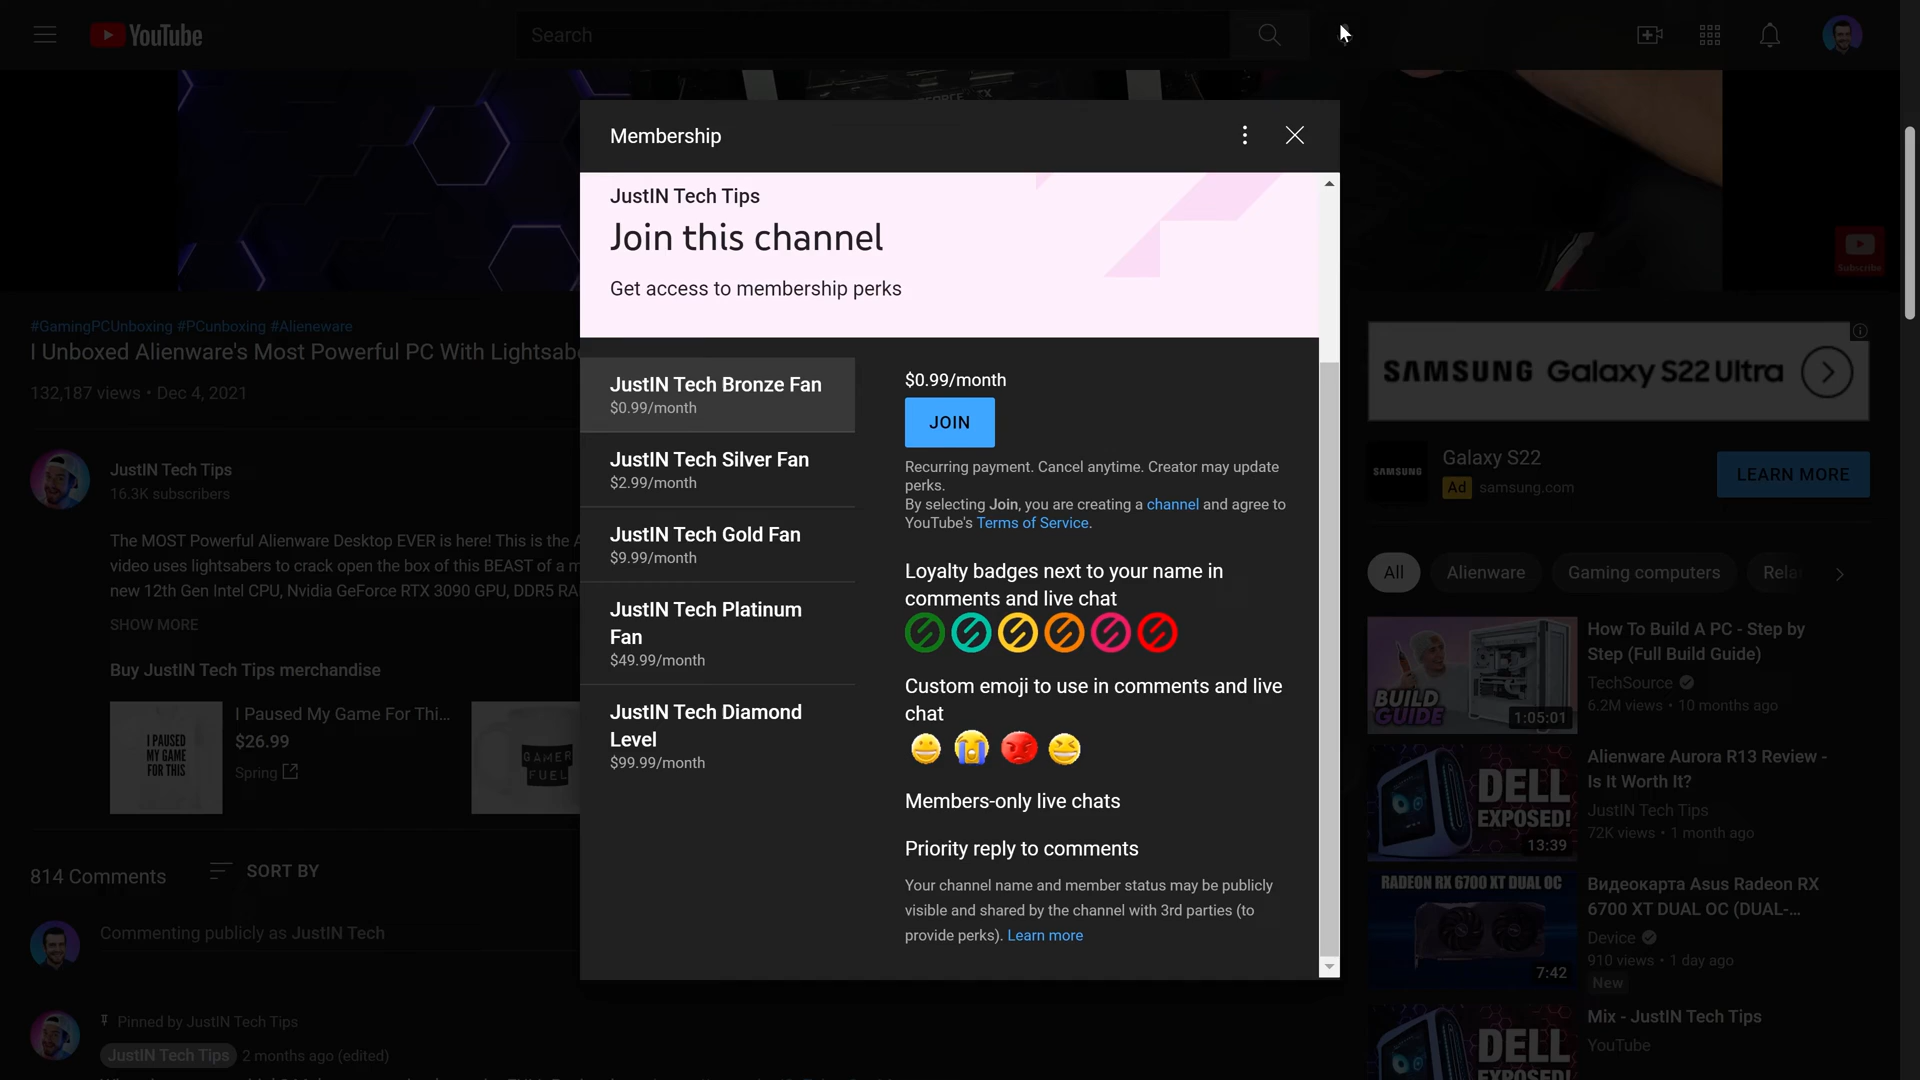 YouTube
Search
Membership
JustIN Tech Tips
Join this channel
Get access to membership perks
JustIN Tech Bronze Fan
$0.99/month
JustIN Tech Silver Fan
$2.99/month
JustIN Tech Gold Fan
$9.99/month
JustIN Tech Platinum
Fan
$49.99/month
JustIN Tech Diamond
Level
$99.99/month
$0.99/month
JOIN
Recurring payment. Cancel anytime. Creator may update
perks.
By selecting Join, you are creating a channel and agree to
YouTube's Terms of Service.
Loyalty badges next to your name in
comments and live chat
Custom emoji to use in comments and live
chat
Members-only live chats
Priority reply to comments
Your channel name and member status may be publicly
visible and shared by the channel with 3rd parties (to
provide perks). Learn more
#GamingPCUnboxing #PCunboxing #Alieneware
I Unboxed Alienware's Most Powerful PC With Lightsab
132,187 views • Dec 4, 2021
JustIN Tech Tips
16.3K subscribers
The MOST Powerful Alienware Desktop EVER is here! This is the
video uses lightsabers to crack open the box of this BEAST of a
new 12th Gen Intel CPU, Nvidia GeForce RTX 3090 GPU, DDR5
SHOW MORE
Buy JustIN Tech Tips merchandise
I PAUSED
MY GAME
FOR THIS
I Paused My Game For Thi...
$26.99
Spring
GAMER
FUEL
814 Comments
SORT BY
Commenting publicly as JustIN Tech
Pinned by JustIN Tech Tips
JustIN Tech Tips 2 months ago (edited)
Subscribe
SAMSUNG Galaxy S22 Ultra
SAMSUNG
Galaxy S22
Ad samsung.com
LEARN MORE
All
Alienware
Gaming computers
Rela
BUILD
GUIDE
1:05:01
How To Build A PC - Step by
Step (Full Build Guide)
TechSource
6.2M views • 10 months ago
DELL
EXPOSED!
13:39
Alienware Aurora R13 Review -
Is It Worth It?
JustIN Tech Tips
72K views • 1 month ago
RADEON RX 6700 XT DUAL OC
7:42
Видеокарта Asus Radeon RX
6700 XT DUAL OC (DUAL-...
Device
910 views • 1 day ago
New
DELL
Mix - JustIN Tech Tips
YouTube